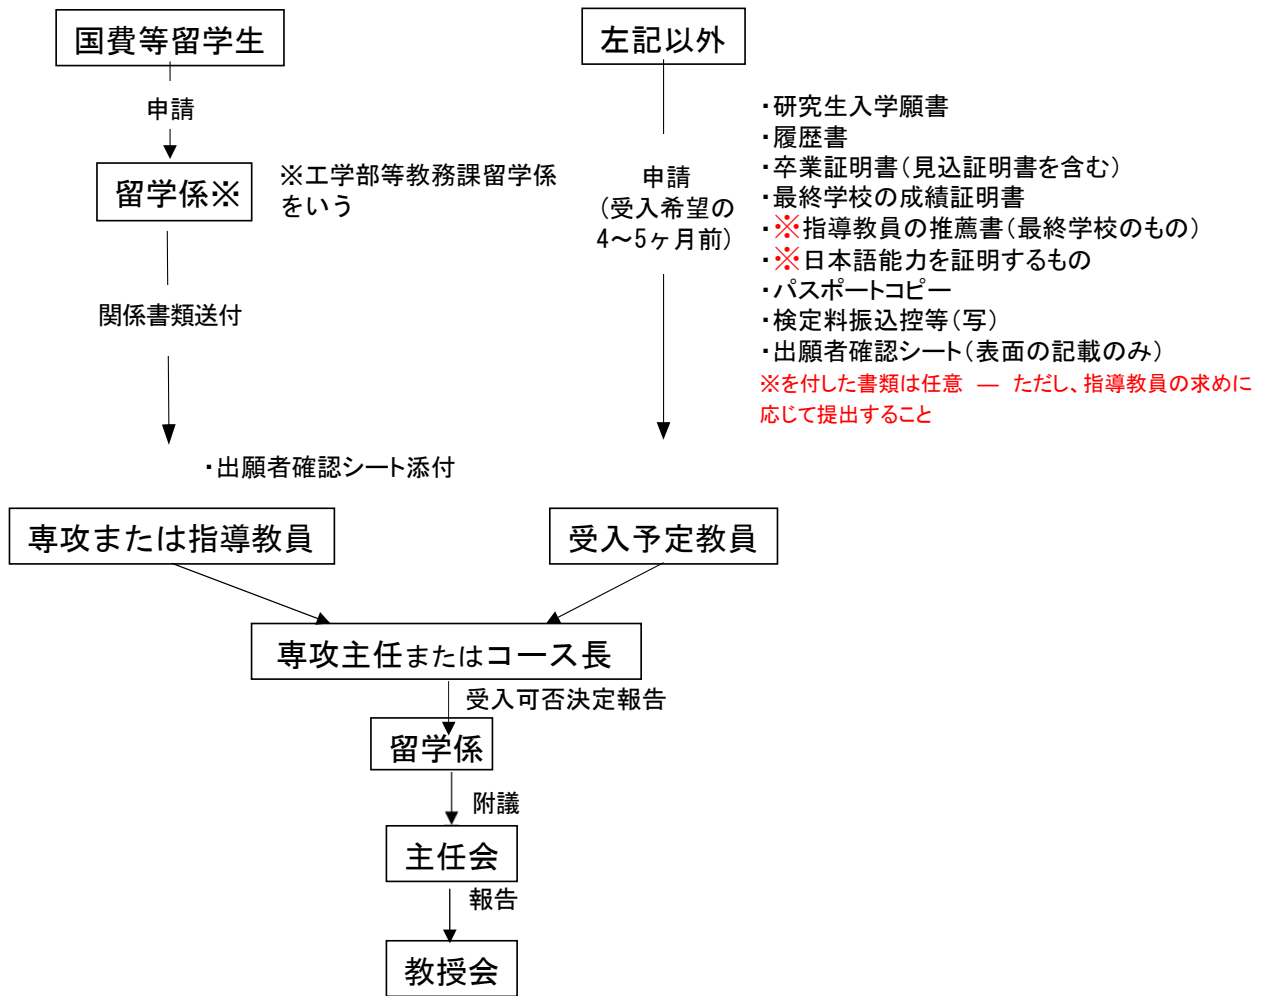 国費等留学生
左記以外
申請
留学係※
※工学部等教務課留学係
をいう
関係書類送付
申請
(受入希望の
4~5ヶ月前)
・研究生入学願書
・履歴書
・卒業証明書(見込証明書を含む)
・最終学校の成績証明書
・※指導教員の推薦書(最終学校のもの)
・※日本語能力を証明するもの
・パスポートコピー
・検定料振込控等(写)
・出願者確認シート(表面の記載のみ)
※を付した書類は任意 ― ただし、指導教員の求めに
応じて提出すること
・出願者確認シート添付
専攻または指導教員
受入予定教員
専攻主任またはコース長
受入可否決定報告
留学係
附議
主任会
報告
教授会